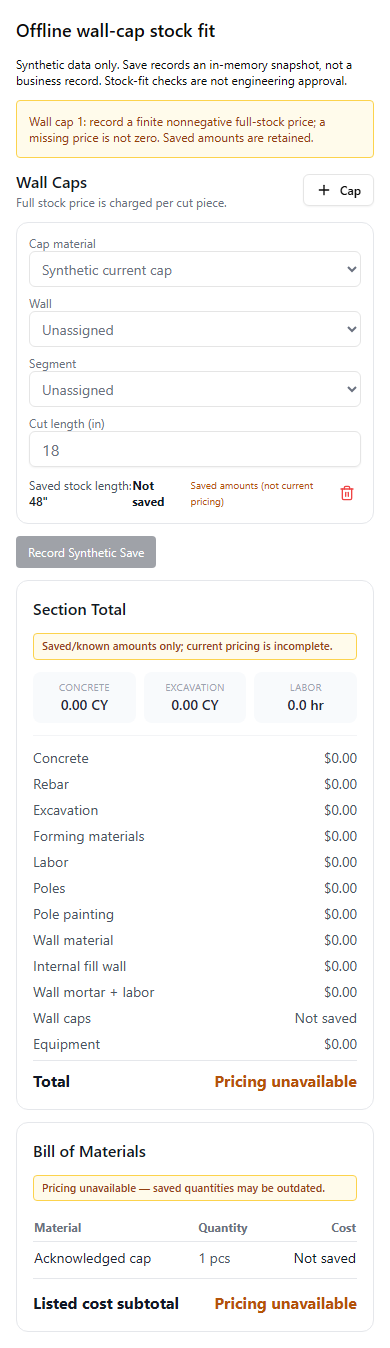 Offline wall-cap stock fit
Synthetic data only. Save records an in-memory snapshot, not a
business record. Stock-fit checks are not engineering approval.
Wall cap 1: record a finite nonnegative full-stock price; a
missing price is not zero. Saved amounts are retained.
Wall Caps
Full stock price is charged per cut piece.
+ Cap
Cap material
Synthetic current cap
Wall
Unassigned
Segment
Unassigned
Cut length (in)
18
Saved stock length: 48"
Not saved
Saved amounts (not current pricing)
Record Synthetic Save
Section Total
Saved/known amounts only; current pricing is incomplete.
CONCRETE
0.00 CY
EXCAVATION
0.00 CY
LABOR
0.0 hr
Concrete $0.00
Rebar $0.00
Excavation $0.00
Forming materials $0.00
Labor $0.00
Poles $0.00
Pole painting $0.00
Wall material $0.00
Internal fill wall $0.00
Wall mortar + labor $0.00
Wall caps Not saved
Equipment $0.00
Total Pricing unavailable
Bill of Materials
Pricing unavailable — saved quantities may be outdated.
Material Quantity Cost
Acknowledged cap 1 pcs Not saved
Listed cost subtotal Pricing unavailable